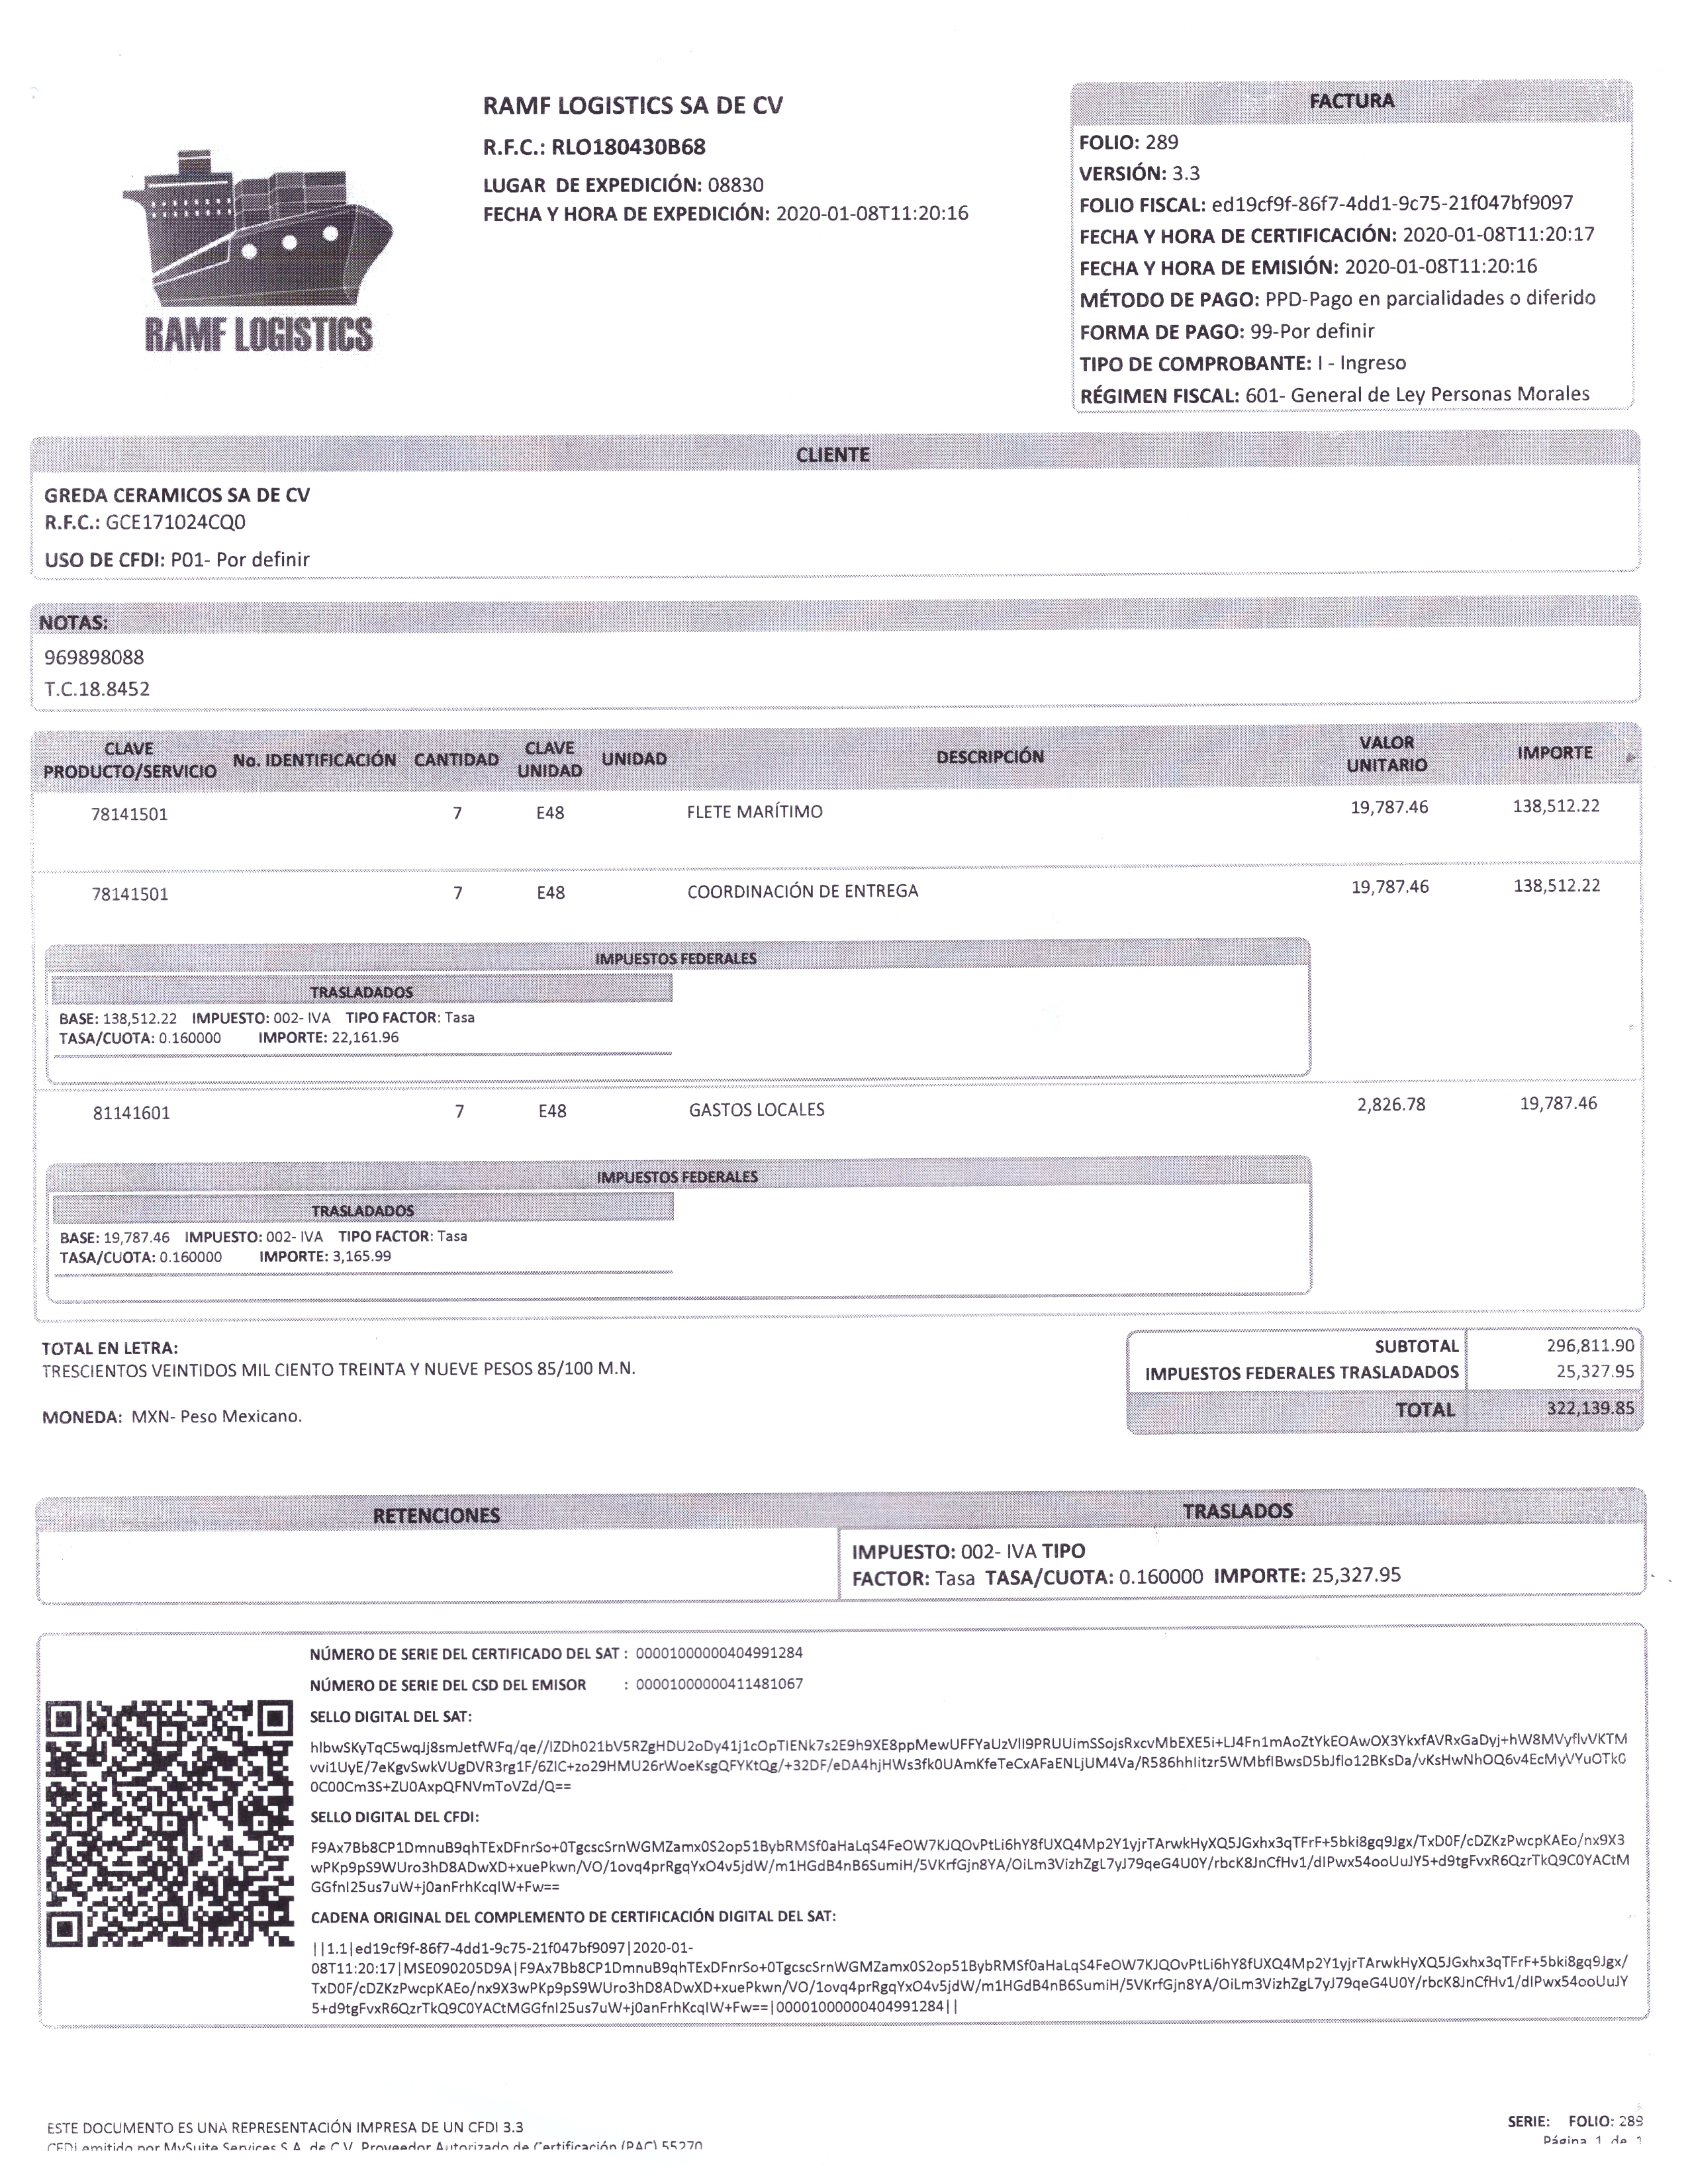 RAMF LOGISTICS SA DE CV
R.F.C.: RLO180430B68
LUGAR DE EXPEDICIÓN: 08830
FECHA Y HORA DE EXPEDICIÓN: 2020-01-08T11:20:16
RAMF LOGISTICS
FACTURA
FOLIO: 289
VERSIÓN: 3.3
FOLIO FISCAL: ed19cf9f-86f7-4dd1-9c75-21f047bf9097
FECHA Y HORA DE CERTIFICACIÓN: 2020-01-08T11:20:17
FECHA Y HORA DE EMISIÓN: 2020-01-08T11:20:16
MÉTODO DE PAGO: PPD-Pago en parcialidades o diferido
FORMA DE PAGO: 99-Por definir
TIPO DE COMPROBANTE: I - Ingreso
RÉGIMEN FISCAL: 601- General de Ley Personas Morales
CLIENTE
GREDA CERAMICOS SA DE CV
R.F.C.: GCE171024CQ0
USO DE CFDI: P01- Por definir
NOTAS:
969898088
T.C.18.8452
CLAVE PRODUCTO/SERVICIO No. IDENTIFICACIÓN CANTIDAD CLAVE UNIDAD UNIDAD DESCRIPCIÓN VALOR UNITARIO IMPORTE
78141501 7 E48 FLETE MARÍTIMO 19,787.46 138,512.22
78141501 7 E48 COORDINACIÓN DE ENTREGA 19,787.46 138,512.22
IMPUESTOS FEDERALES
TRASLADADOS
BASE: 138,512.22 IMPUESTO: 002- IVA TIPO FACTOR: Tasa
TASA/CUOTA: 0.160000 IMPORTE: 22,161.96
81141601 7 E48 GASTOS LOCALES 2,826.78 19,787.46
IMPUESTOS FEDERALES
TRASLADADOS
BASE: 19,787.46 IMPUESTO: 002- IVA TIPO FACTOR: Tasa
TASA/CUOTA: 0.160000 IMPORTE: 3,165.99
TOTAL EN LETRA:
TRESCIENTOS VEINTIDOS MIL CIENTO TREINTA Y NUEVE PESOS 85/100 M.N.
MONEDA: MXN- Peso Mexicano.
SUBTOTAL 296,811.90
IMPUESTOS FEDERALES TRASLADADOS 25,327.95
TOTAL 322,139.85
RETENCIONES TRASLADOS
IMPUESTO: 002- IVA TIPO
FACTOR: Tasa TASA/CUOTA: 0.160000 IMPORTE: 25,327.95
NÚMERO DE SERIE DEL CERTIFICADO DEL SAT : 00001000000404991284
NÚMERO DE SERIE DEL CSD DEL EMISOR : 00001000000411481067
SELLO DIGITAL DEL SAT:
hIbwSKyTqC5wqJj8smJetfWFq/qe//IZDh021bV5RZgHDU2oDy41j1cOpTIENk7s2E9h9XE8ppMewUFFYaUzVII9PRUUimSSojsRxcvMbEXE5i+LJ4Fn1mAoZtYkEOAwOX3YkxfAVRxGaDyj+hW8MVyflvVKTM
vvi1UyE/7eKgvSwkVUgDVR3rg1F/6ZIC+zo29HMU26rWoeKsgQFYKtQg/+32DF/eDA4hjHWs3fk0UAmKfeTeCxAFaENLjUM4Va/R586hhlitzr5WMbflBwsD5bJflo12BKsDa/vKsHwNhOQ6v4EcMyVYuOTkG
0C00Cm3S+ZU0AxpQFNVmToVZd/Q==
SELLO DIGITAL DEL CFDI:
F9Ax7Bb8CP1DmnuB9qhTExDFnrSo+0TgcscSrnWGMZamx0S2op51BybRMSf0aHaLqS4FeOW7KJQOvPtLi6hY8fUXQ4Mp2Y1yjrTArwkHyXQ5JGxhx3qTFrF+5bki8gq9Jgx/TxD0F/cDZKzPwcpKAEo/nx9X3
wPKp9pS9WUro3hD8ADwXD+xuePkwn/VO/1ovq4prRgqYxO4v5jdW/m1HGdB4nB6SumiH/5VKrfGjn8YA/OiLm3VizhZgL7yJ79qeG4U0Y/rbcK8JnCfHv1/dIPwx54ooUuJY5+d9tgFvxR6QzrTkQ9C0YACtM
GGfnI25us7uW+j0anFrhKcqIW+Fw==
CADENA ORIGINAL DEL COMPLEMENTO DE CERTIFICACIÓN DIGITAL DEL SAT:
||1.1|ed19cf9f-86f7-4dd1-9c75-21f047bf9097|2020-01-
08T11:20:17|MSE090205D9A|F9Ax7Bb8CP1DmnuB9qhTExDFnrSo+0TgcscSrnWGMZamx0S2op51BybRMSf0aHaLqS4FeOW7KJQOvPtLi6hY8fUXQ4Mp2Y1yjrTArwkHyXQ5JGxhx3qTFrF+5bki8gq9Jgx/
TxD0F/cDZKzPwcpKAEo/nx9X3wPKp9pS9WUro3hD8ADwXD+xuePkwn/VO/1ovq4prRgqYxO4v5jdW/m1HGdB4nB6SumiH/5VKrfGjn8YA/OiLm3VizhZgL7yJ79qeG4U0Y/rbcK8JnCfHv1/dIPwx54ooUuJY
5+d9tgFvxR6QzrTkQ9C0YACtMGGfnI25us7uW+j0anFrhKcqIW+Fw==|00001000000404991284||
ESTE DOCUMENTO ES UNA REPRESENTACIÓN IMPRESA DE UN CFDI 3.3
CFDI emitido por MySuite Services S.A. de C.V. Proveedor Autorizado de Certificación (PAC) 55270
SERIE: FOLIO: 289
Página 1 de 1